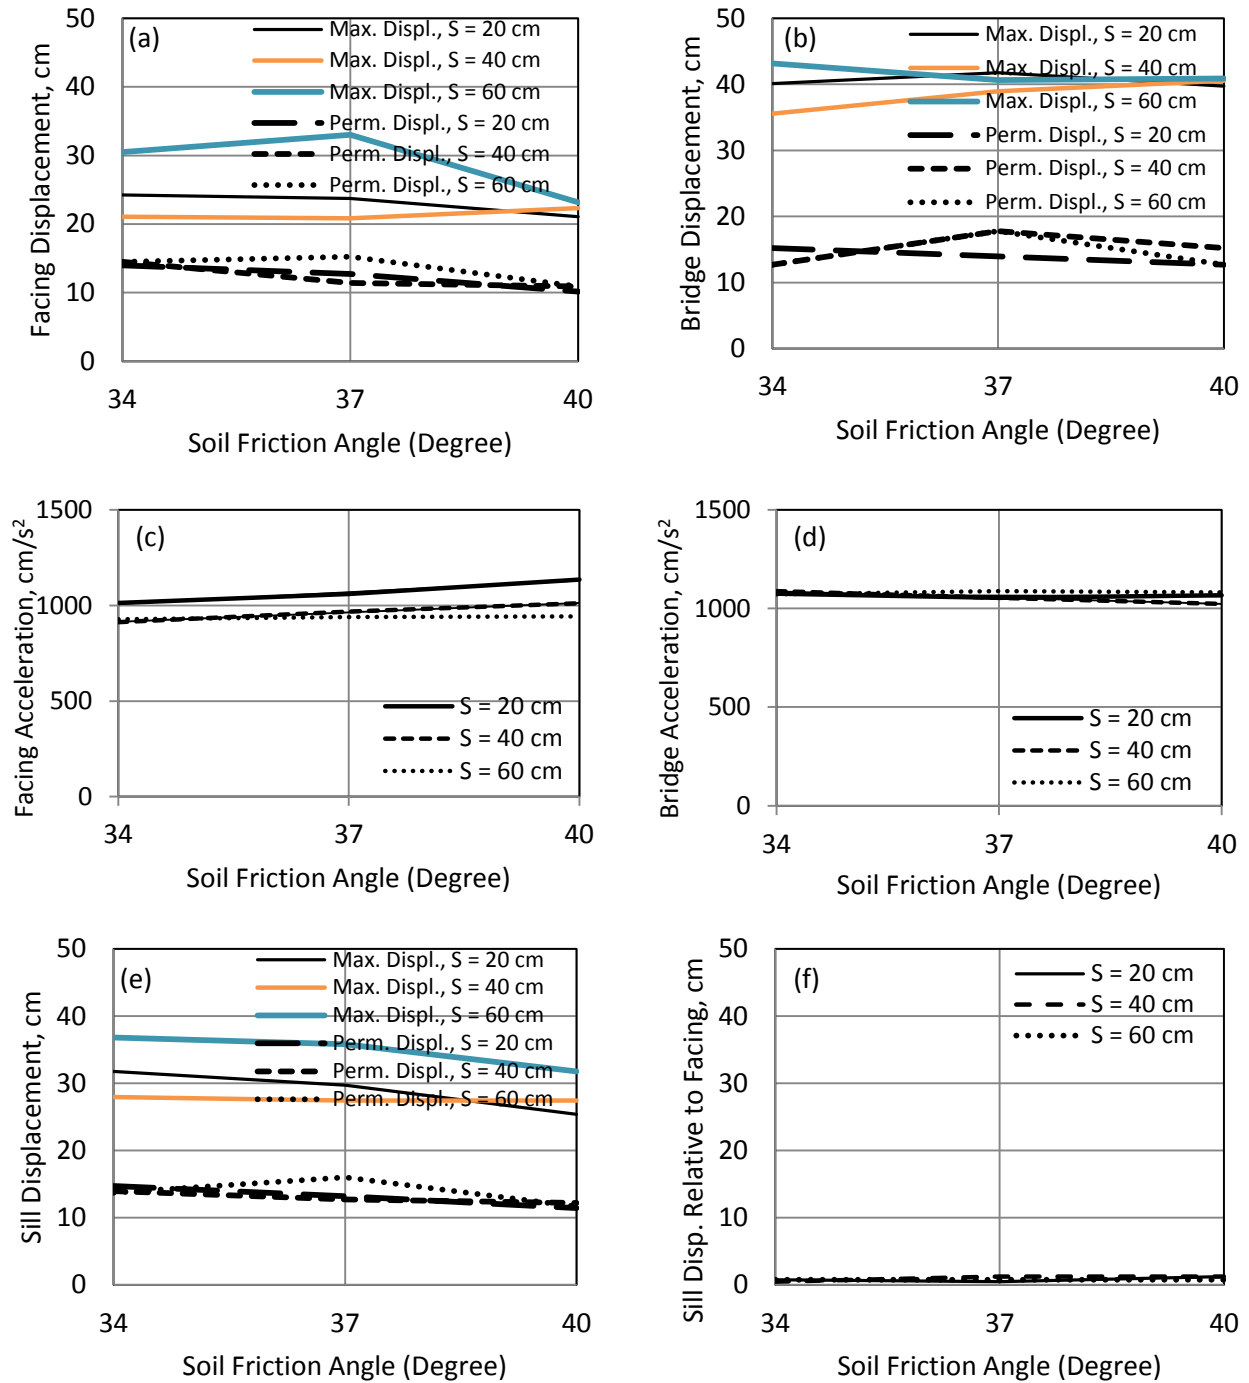 (a)
Facing Displacement, cm
50
40
30
20
10
0
Max. Displ., S = 20 cm
Max. Displ., S = 40 cm
Max. Displ., S = 60 cm
Perm. Displ., S = 20 cm
Perm. Displ., S = 40 cm
Perm. Displ., S = 60 cm
34 37 40
Soil Friction Angle (Degree)
(b)
Bridge Displacement, cm
50
40
30
20
10
0
Max. Displ., S = 20 cm
Max. Displ., S = 40 cm
Max. Displ., S = 60 cm
Perm. Displ., S = 20 cm
Perm. Displ., S = 40 cm
Perm. Displ., S = 60 cm
34 37 40
Soil Friction Angle (Degree)
(c)
Facing Acceleration, cm/s²
1500
1000
500
0
S = 20 cm
S = 40 cm
S = 60 cm
34 37 40
Soil Friction Angle (Degree)
(d)
Bridge Acceleration, cm/s²
1500
1000
500
0
S = 20 cm
S = 40 cm
S = 60 cm
34 37 40
Soil Friction Angle (Degree)
(e)
Sill Displacement, cm
50
40
30
20
10
0
Max. Displ., S = 20 cm
Max. Displ., S = 40 cm
Max. Displ., S = 60 cm
Perm. Displ., S = 20 cm
Perm. Displ., S = 40 cm
Perm. Displ., S = 60 cm
34 37 40
Soil Friction Angle (Degree)
(f)
Sill Disp. Relative to Facing, cm
50
40
30
20
10
0
S = 20 cm
S = 40 cm
S = 60 cm
34 37 40
Soil Friction Angle (Degree)